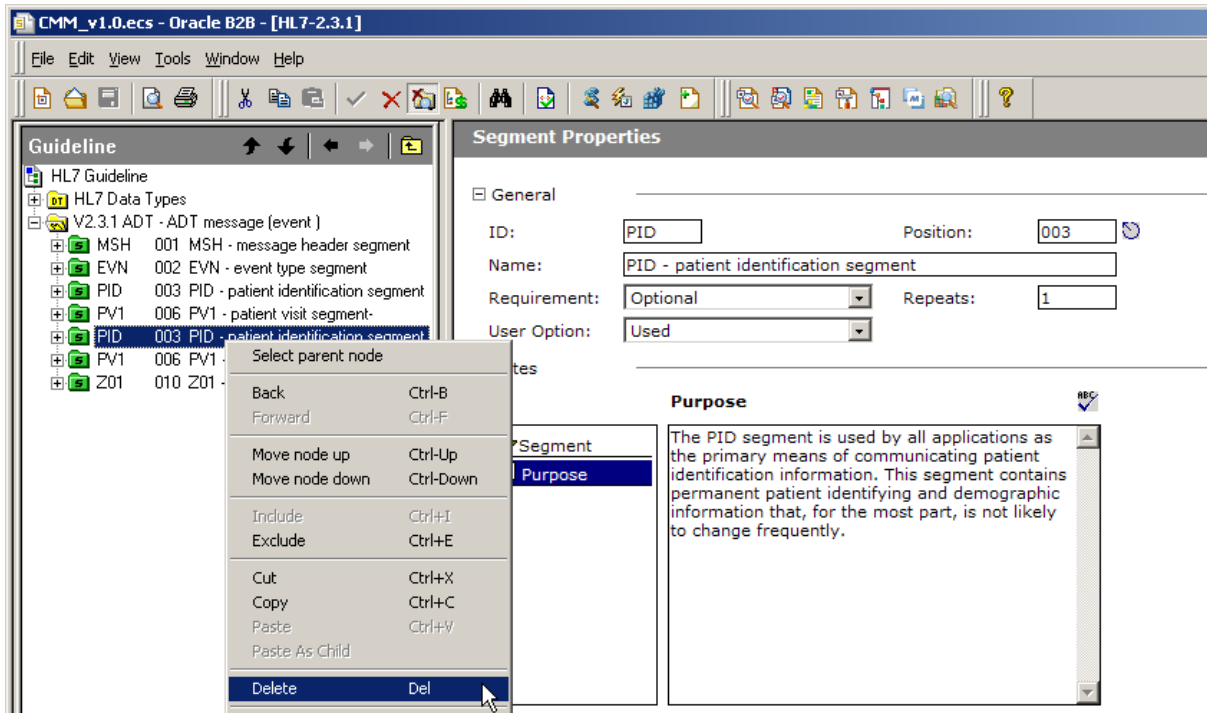 CMM_v1.0.ecs - Oracle B2B - [HL7-2.3.1]
File Edit View Tools Window Help
Guideline
HL7 Guideline
DT HL7 Data Types
V2.3.1 ADT - ADT message (event )
S MSH 001 MSH - message header segment
S EVN 002 EVN - event type segment
S PID 003 PID - patient identification segment
S PV1 006 PV1 - patient visit segment-
S PID 003 PID - patient identification segment
S PV1 006 PV1 -
S Z01 010 Z01 -
Select parent node
Back Ctrl-B
Forward Ctrl-F
Move node up Ctrl-Up
Move node down Ctrl-Down
Include Ctrl+I
Exclude Ctrl+E
Cut Ctrl+X
Copy Ctrl+C
Paste Ctrl+V
Paste As Child
Delete Del
Segment Properties
General
ID: PID Position: 003
Name: PID - patient identification segment
Requirement: Optional Repeats: 1
User Option: Used
tes
Segment
Purpose
Purpose
ABC
The PID segment is used by all applications as
the primary means of communicating patient
identification information. This segment contains
permanent patient identifying and demographic
information that, for the most part, is not likely
to change frequently.